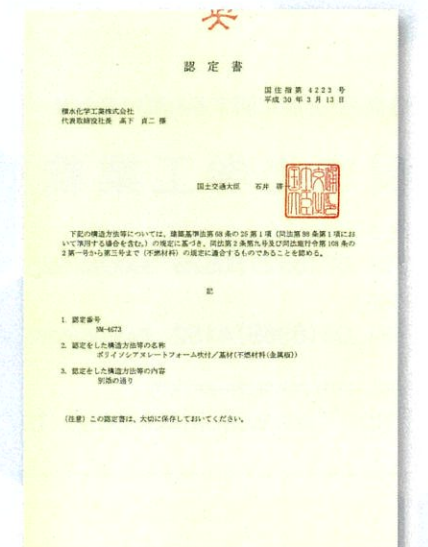 認定書
国住指第 4223 号
平成 30 年 3 月 13 日
積水化学工業株式会社
代表取締役社長 髙下 貞二 様
国土交通大臣 石井 啓一
下記の構造方法等については、建築基準法第 68 条の 25 第 1 項（同法第 88 条第 1 項にお
いて準用する場合を含む。）の規定に基づき、同法第 2 条第九号及び同法施行令第 108 条の
2 第一号から第三号まで（不燃材料）の規定に適合するものであることを認める。
記
1. 認定番号
NM-4673
2. 認定をした構造方法等の名称
ポリイソシアヌレートフォーム吹付／基材（不燃材料（金属板））
3. 認定をした構造方法等の内容
別添の通り
（注意）この認定書は、大切に保存しておいてください。